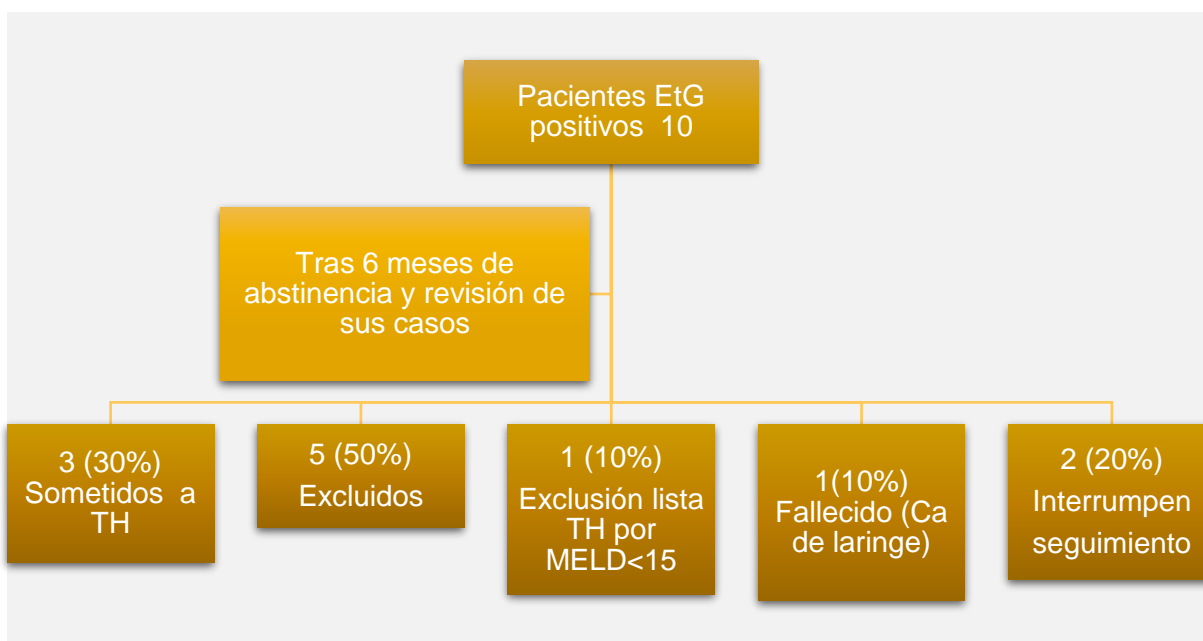 Pacientes EtG
positivos 10
Tras 6 meses de
abstinencia y revisión de
sus casos
3 (30%)
Sometidos a
TH
5 (50%)
Excluidos
1 (10%)
Exclusión lista
TH por
MELD<15
1(10%)
Fallecido (Ca
de laringe)
2 (20%)
Interrumpen
seguimiento